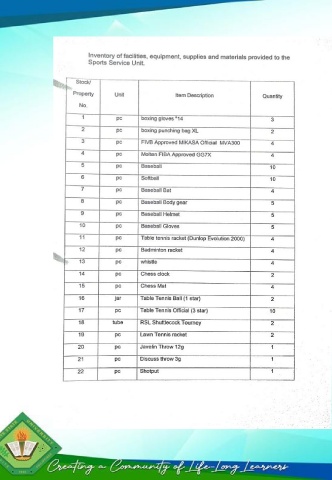 Inventory of facilities, equipment, supplies and materials provided to the
Sports Service Unit.
Stock/
Property
No.
Unit
Item Description
Quantity
1 pc boxing gloves "14 3
2 pc boxing punching bag XL 2
3 pc FIVB Approved MIKASA Official MVA300 4
4 pc Molten FIBA Approved GG7X 4
5 pc Baseball 10
6 pc Softball 10
7 pc Baseball Bat 4
8 pc Baseball Body gear 5
9 pc Baseball Helmet 5
10 pc Baseball Gloves 5
11 pc Table tennis racket (Dunlop Evolution 2000) 4
12 pc Badminton racket 4
13 pc whistle 4
14 pc Chess clock 2
15 pc Chess Mat 4
16 jar Table Tennis Ball (1 star) 2
17 pc Table Tennis Official (3 star) 10
18 tube RSL Shuttlecock Tourney 2
19 pc Lawn Tennis racket 2
20 pc Javelin Throw 12g 1
21 pc Discuss throw 3g 1
22 pc Shotput 1
Creating a Community of Life-Long Learners